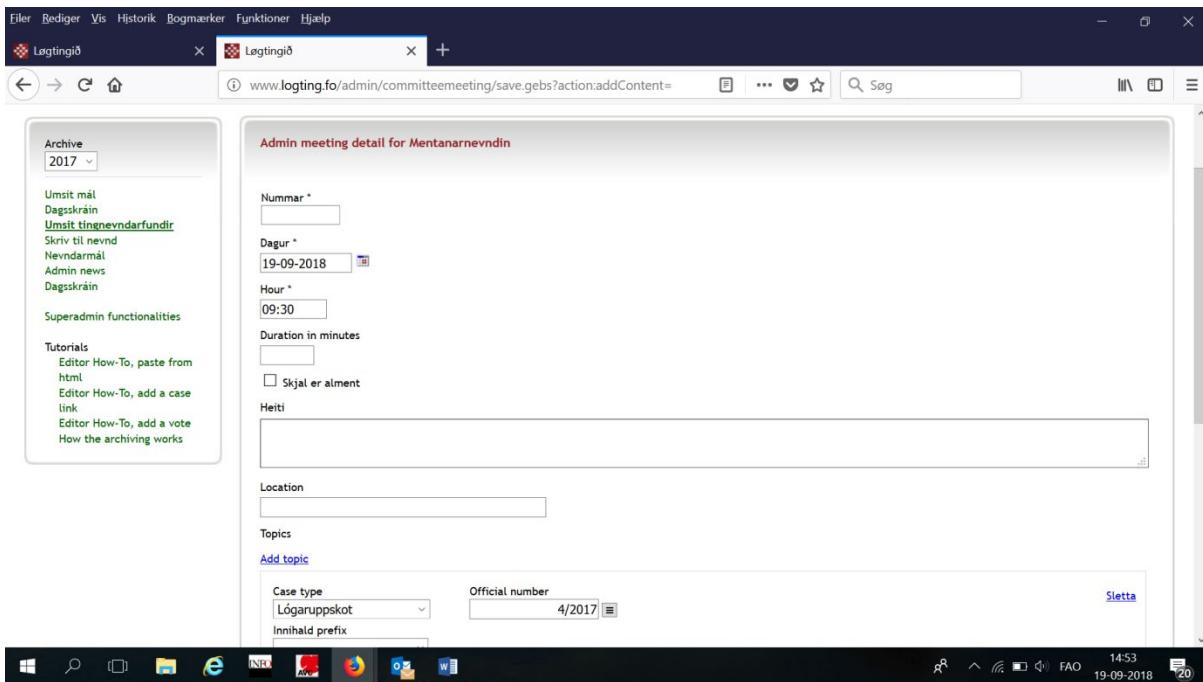 Filer Rediger Vis Historik Bogmærker Funktioner Hjælp
Løgtingið
Løgtingið
www.logting.fo/admin/committeemeeting/save.gebs?action:addContent=
Søg
Archive
2017
Umsit mál
Dagsskráin
Umsit tingnevndarfundir
Skriv til nevnd
Nevndarmál
Admin news
Dagsskráin
Superadmin functionalities
Tutorials
Editor How-To, paste from
html
Editor How-To, add a case
link
Editor How-To, add a vote
How the archiving works
Admin meeting detail for Mentanarnevndin
Nummar *
Dagur *
19-09-2018
Hour *
09:30
Duration in minutes
Skjal er alment
Heiti
Location
Topics
Add topic
Case type Official number
Lógaruppskot 4/2017
Sletta
Innihald prefix
INFO
AVG
FAO
14:53
19-09-2018
20